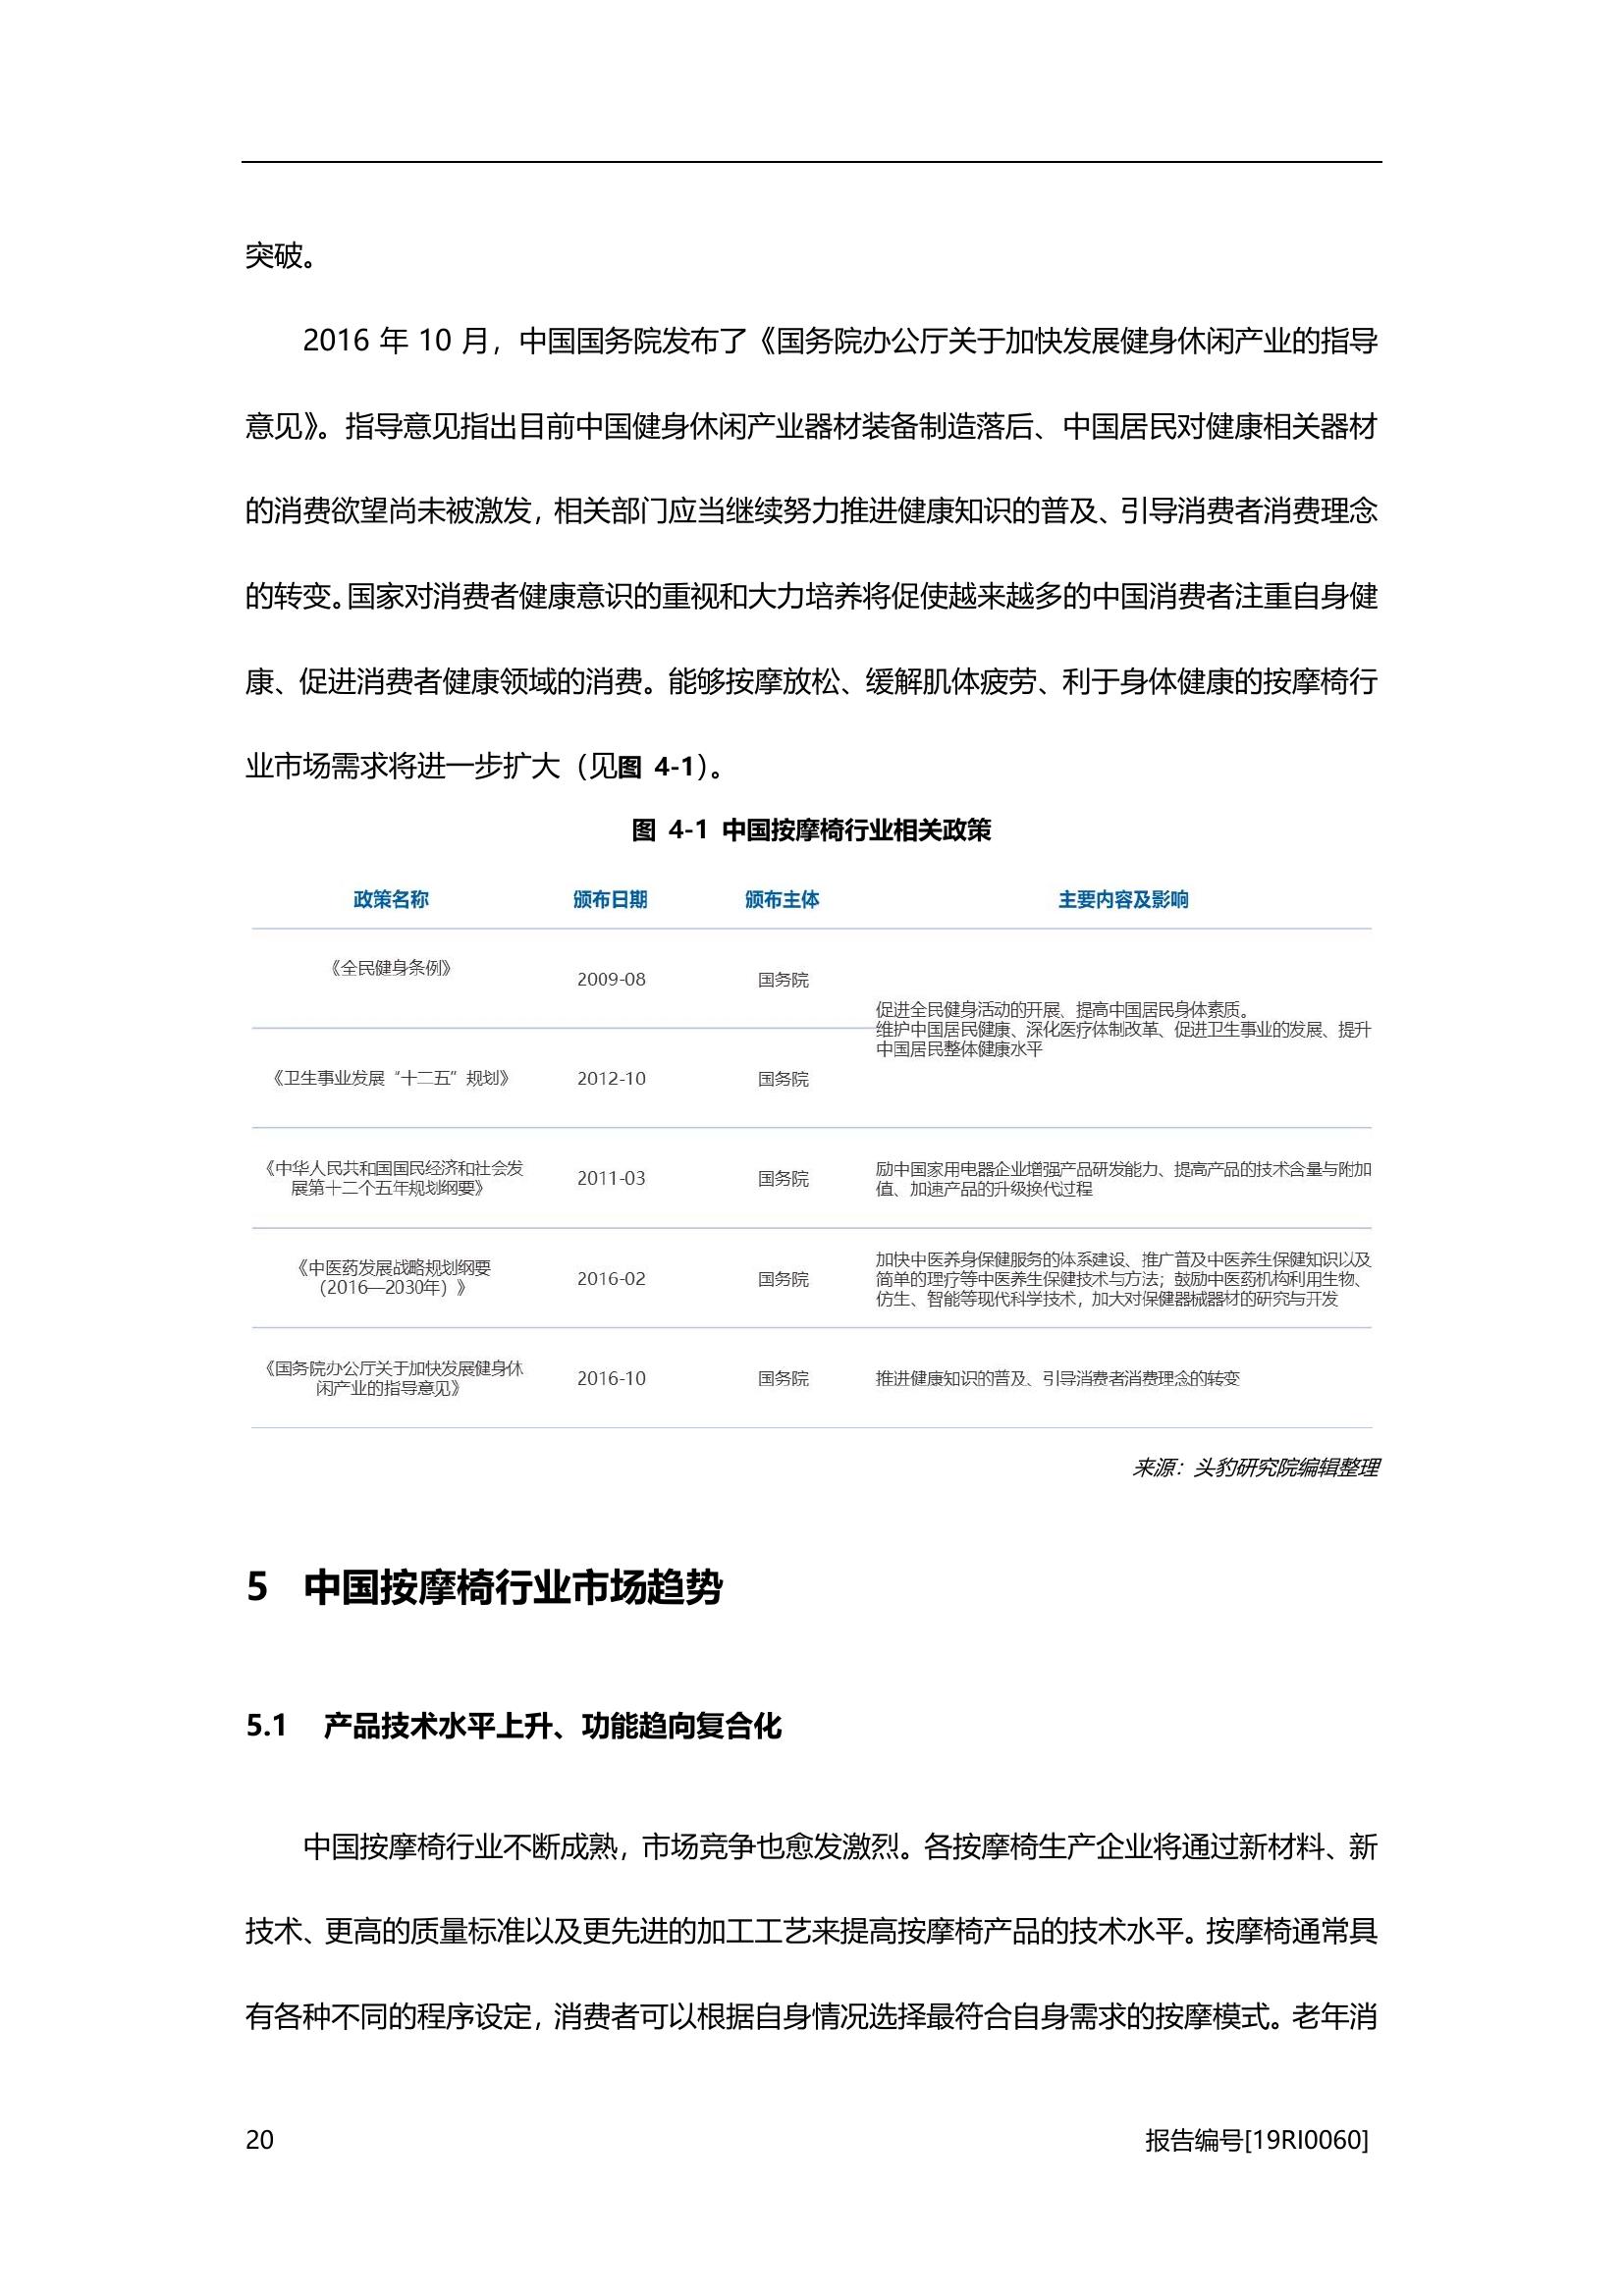 突破。
2016 年 10 月，中国国务院发布了《国务院办公厅关于加快发展健身休闲产业的指导
意见》。指导意见指出目前中国健身休闲产业器材装备制造落后、中国居民对健康相关器材
的消费欲望尚未被激发，相关部门应当继续努力推进健康知识的普及、引导消费者消费理念
的转变。国家对消费者健康意识的重视和大力培养将促使越来越多的中国消费者注重自身健
康、促进消费者健康领域的消费。能够按摩放松、缓解肌体疲劳、利于身体健康的按摩椅行
业市场需求将进一步扩大（见图 4-1）。
图 4-1 中国按摩椅行业相关政策
政策名称 颁布日期 颁布主体 主要内容及影响
《全民健身条例》 2009-08 国务院
促进全民健身活动的开展、提高中国居民身体素质。
维护中国居民健康、深化医疗体制改革、促进卫生事业的发展、提升
中国居民整体健康水平
《卫生事业发展“十二五”规划》 2012-10 国务院
《中华人民共和国国民经济和社会发
展第十二个五年规划纲要》
2011-03 国务院
励中国家用电器企业增强产品研发能力、提高产品的技术含量与附加
值、加速产品的升级换代过程
《中医药发展战略规划纲要
（2016—2030年）》
2016-02 国务院
加快中医养身保健服务的体系建设、推广普及中医养生保健知识以及
简单的理疗等中医养生保健技术与方法；鼓励中医药机构利用生物、
仿生、智能等现代科学技术，加大对保健器械器材的研究与开发
《国务院办公厅关于加快发展健身休
闲产业的指导意见》
2016-10 国务院 推进健康知识的普及、引导消费者消费理念的转变
来源：头豹研究院编辑整理
5 中国按摩椅行业市场趋势
5.1 产品技术水平上升、功能趋向复合化
中国按摩椅行业不断成熟，市场竞争也愈发激烈。各按摩椅生产企业将通过新材料、新
技术、更高的质量标准以及更先进的加工工艺来提高按摩椅产品的技术水平。按摩椅通常具
有各种不同的程序设定，消费者可以根据自身情况选择最符合自身需求的按摩模式。老年消
20 报告编号[19RI0060]